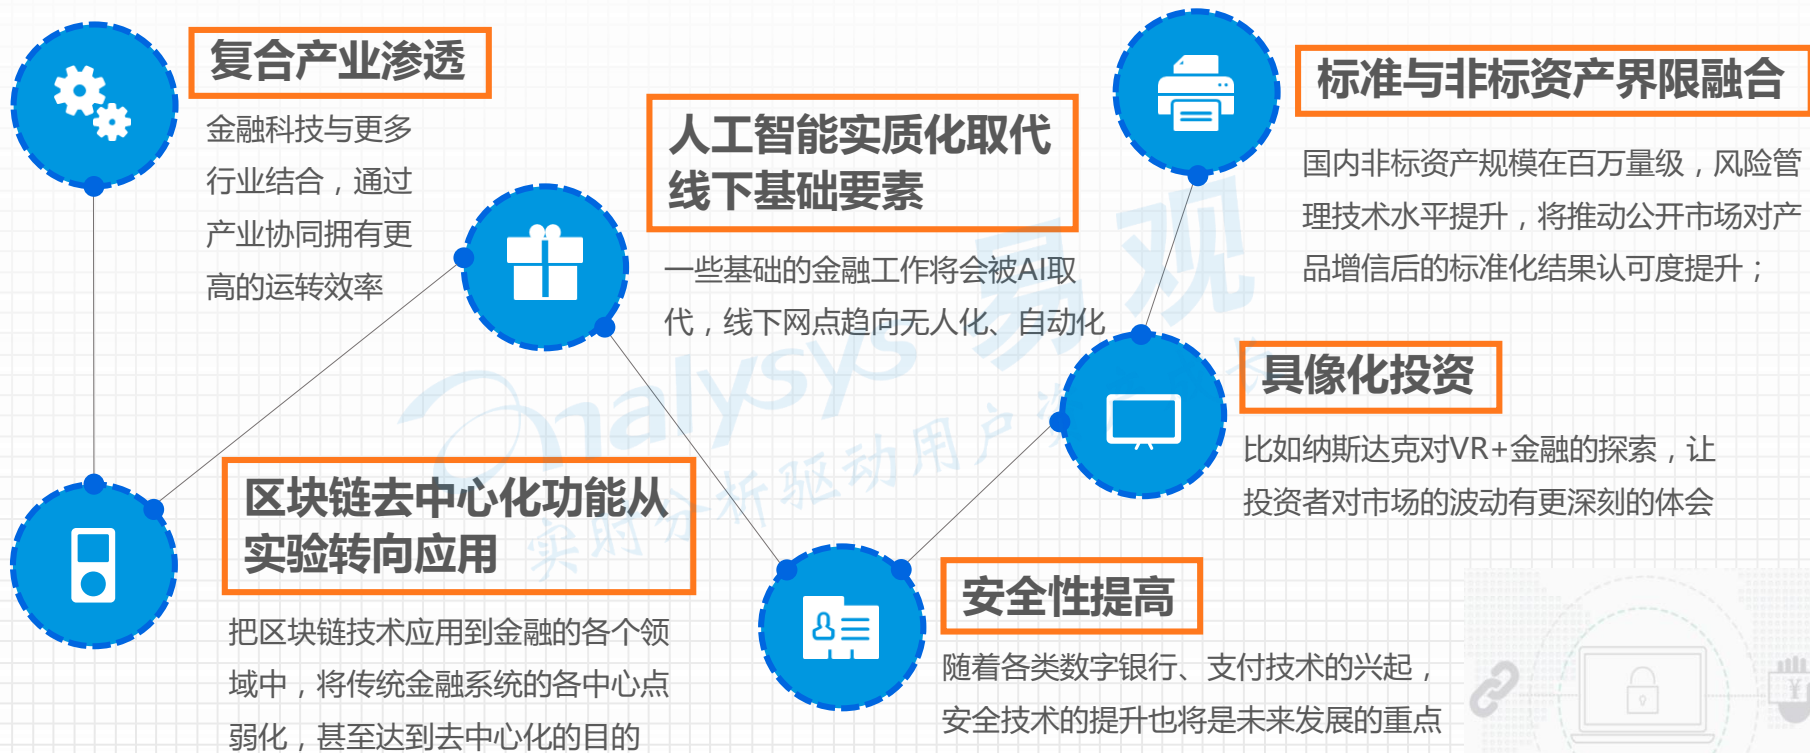 复合产业渗透
金融科技与更多
行业结合，通过
产业协同拥有更
高的运转效率
区块链去中心化功能从
实验转向应用
把区块链技术应用到金融的各个领
域中，将传统金融系统的各中心点
弱化，甚至达到去中心化的目的
人工智能实质化取代
线下基础要素
一些基础的金融工作将会被AI取
代，线下网点趋向无人化、自动化
安全性提高
随着各类数字银行、支付技术的兴起，
安全技术的提升也将是未来发展的重点
具像化投资
比如纳斯达克对VR+金融的探索，让
投资者对市场的波动有更深刻的体会
标准与非标资产界限融合
国内非标资产规模在百万量级，风险管
理技术水平提升，将推动公开市场对产
品增信后的标准化结果认可度提升；
analysys 易观
实时分析驱动用户
¥